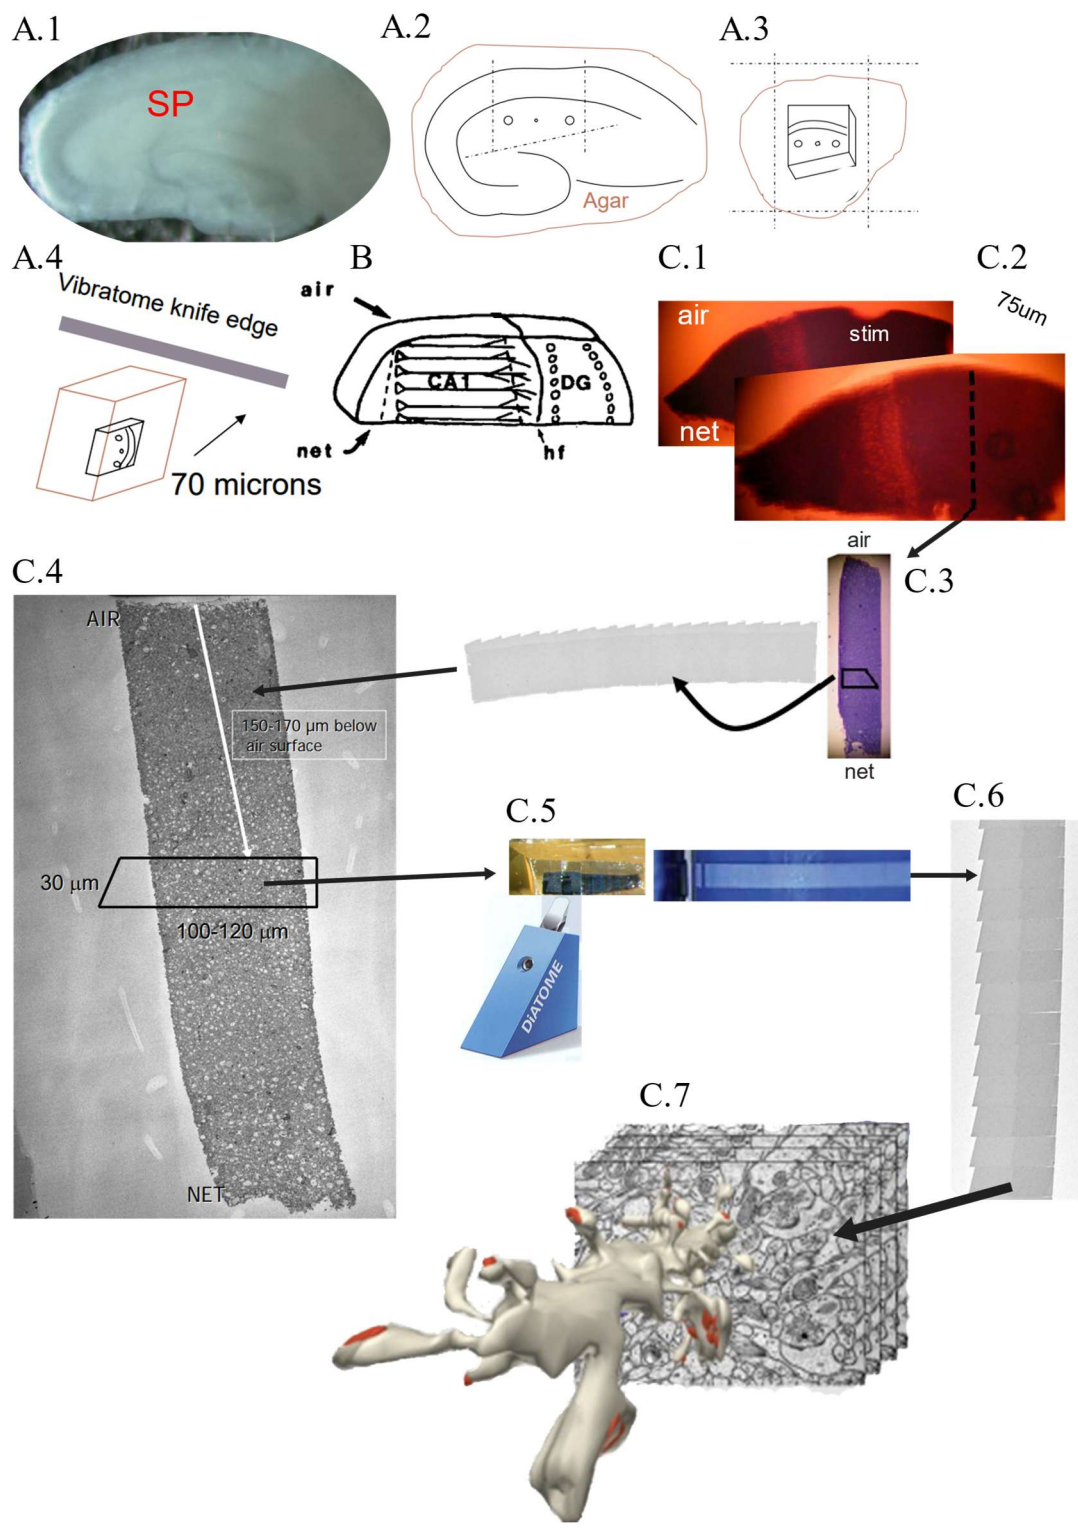 A.1
SP
A.2
Agar
A.3
A.4
Vibratome knife edge
70 microns
B
air
CA1
DG
net
hf
C.1
air
stim
net
C.2
75um
air
C.3
net
C.4
AIR
150-170 µm below
air surface
30 µm
100-120 µm
NET
C.5
DiATOME
C.6
C.7